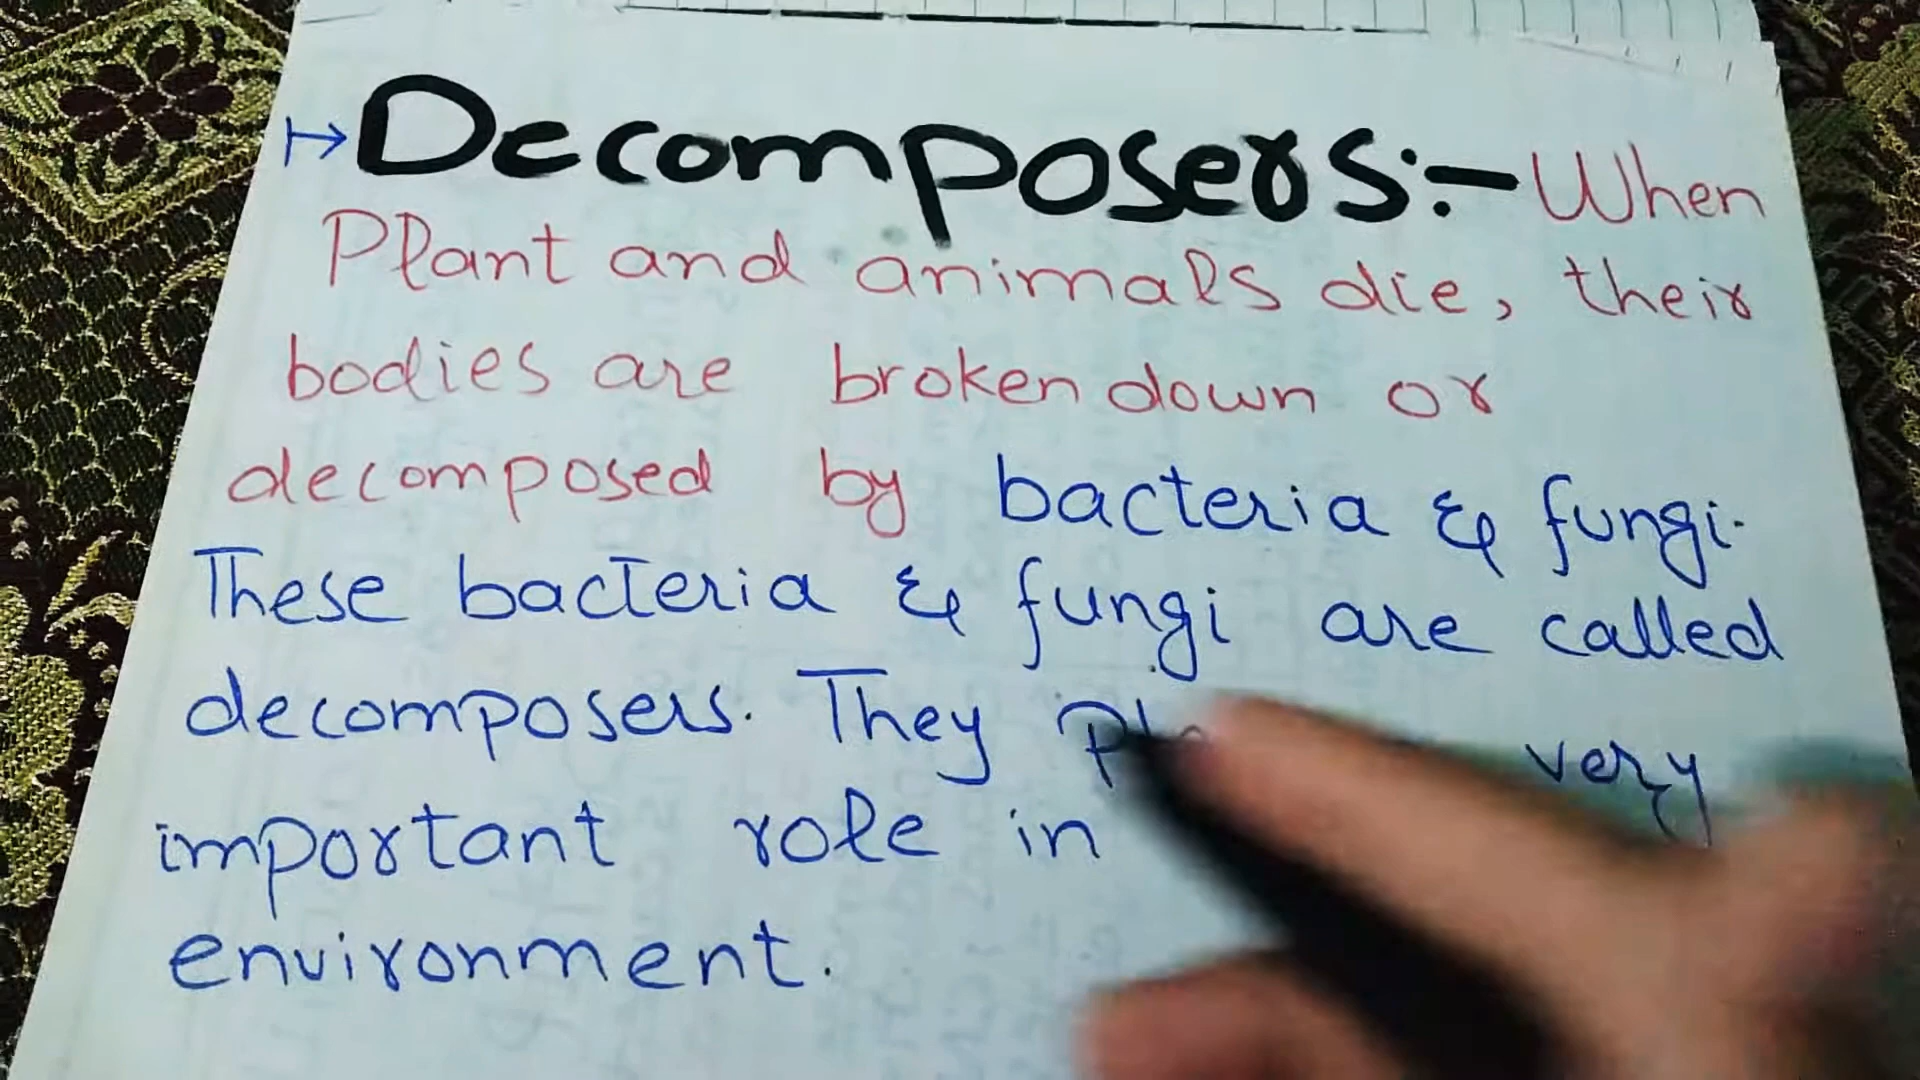 ↦ Decomposers:- When
Plant and animals die, their
bodies are broken down or
decomposed by bacteria & fungi.
These bacteria & fungi are called
decomposers. They very
important role in
environment.